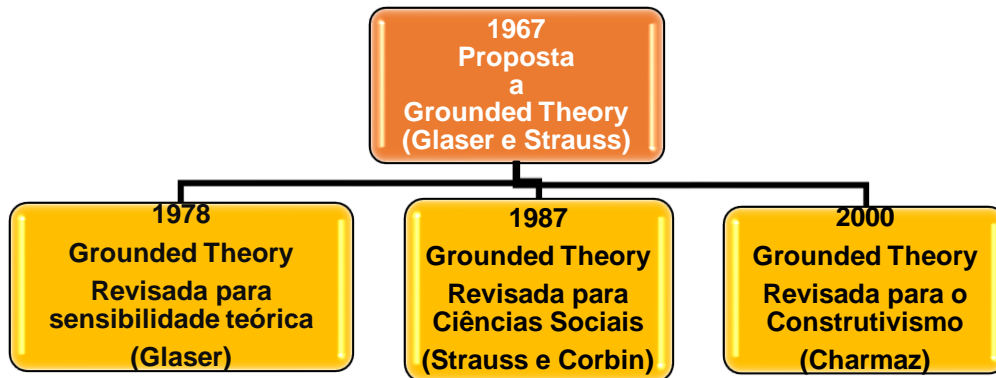 1967
Proposta
a
Grounded Theory
(Glaser e Strauss)
1978
Grounded Theory
Revisada para
sensibilidade teórica
(Glaser)
1987
Grounded Theory
Revisada para
Ciências Sociais
(Strauss e Corbin)
2000
Grounded Theory
Revisada para o
Construtivismo
(Charmaz)